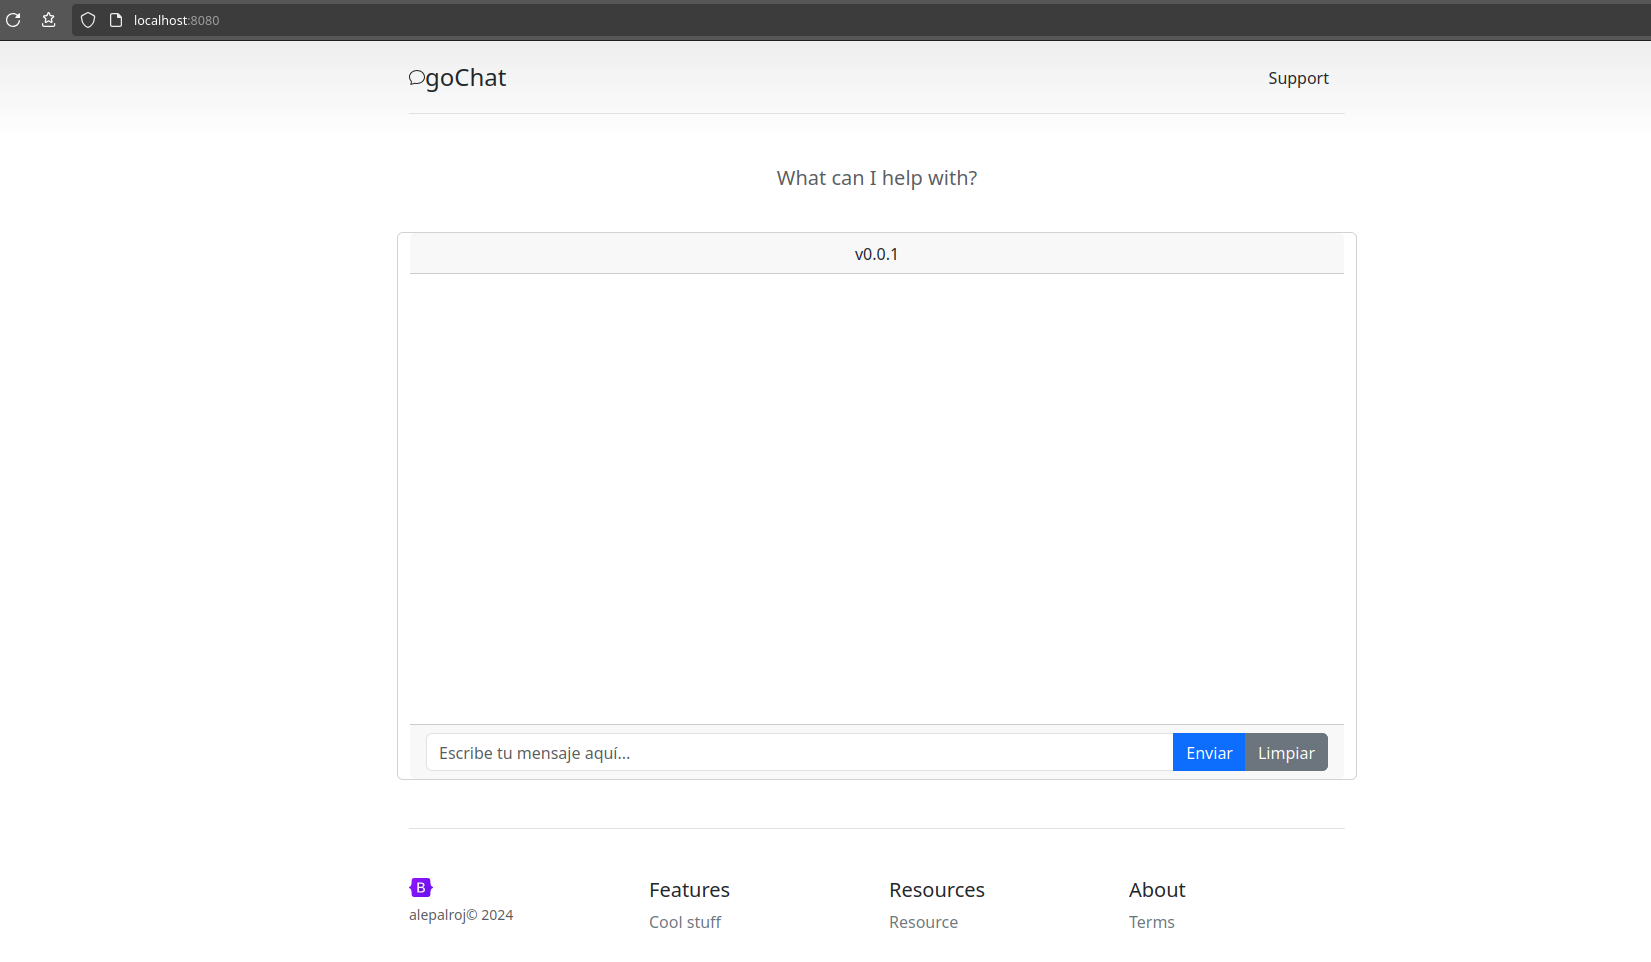 localhost:8080
goChat
Support
What can I help with?
v0.0.1
Escribe tu mensaje aquí...
Enviar
Limpiar
B
alepalroj© 2024
Features
Cool stuff
Resources
Resource
About
Terms